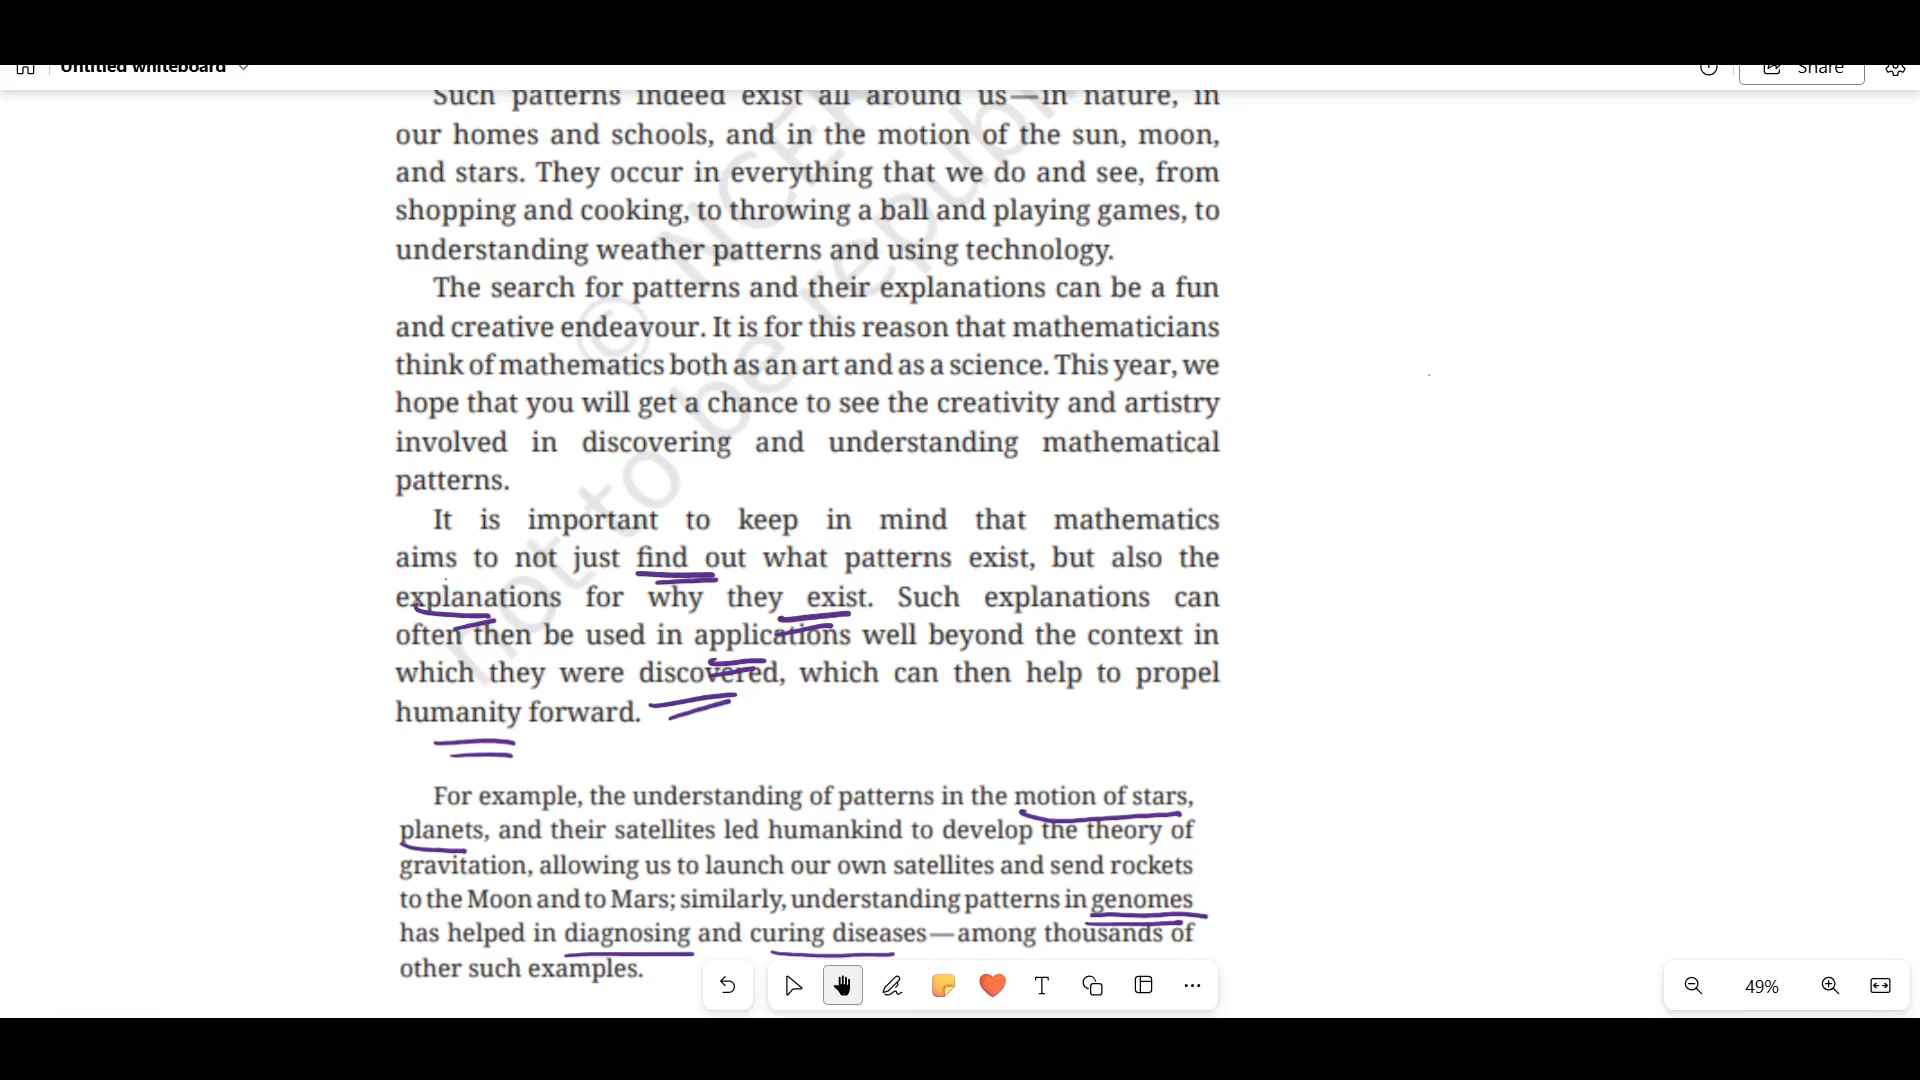 Untitled whiteboard
Share
Such patterns indeed exist all around us—in nature, in
our homes and schools, and in the motion of the sun, moon,
and stars. They occur in everything that we do and see, from
shopping and cooking, to throwing a ball and playing games, to
understanding weather patterns and using technology.
The search for patterns and their explanations can be a fun
and creative endeavour. It is for this reason that mathematicians
think of mathematics both as an art and as a science. This year, we
hope that you will get a chance to see the creativity and artistry
involved in discovering and understanding mathematical
patterns.
It is important to keep in mind that mathematics
aims to not just find out what patterns exist, but also the
explanations for why they exist. Such explanations can
often then be used in applications well beyond the context in
which they were discovered, which can then help to propel
humanity forward.
For example, the understanding of patterns in the motion of stars,
planets, and their satellites led humankind to develop the theory of
gravitation, allowing us to launch our own satellites and send rockets
to the Moon and to Mars; similarly, understanding patterns in genomes
has helped in diagnosing and curing diseases—among thousands of
other such examples.
© NCER
not to be republi
T
49%